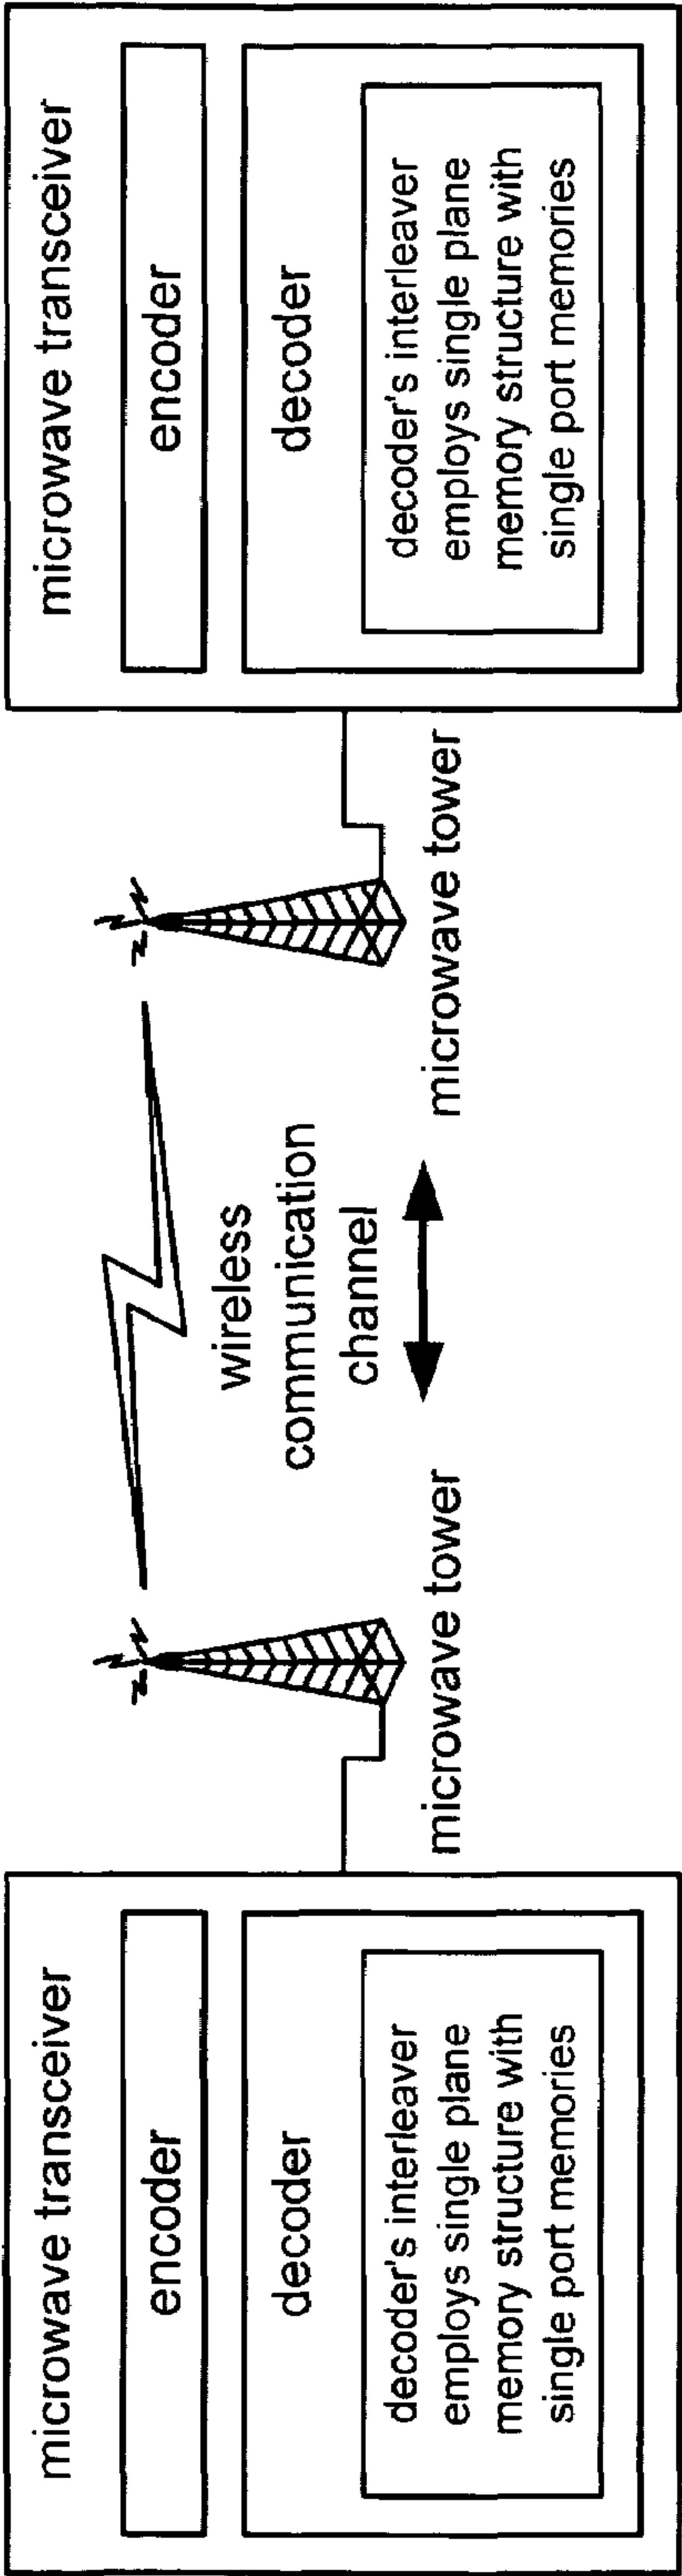 microwave transceiver
encoder
decoder
decoder's interleaver
employs single plane
memory structure with
single port memories
microwave tower
wireless
communication
channel
microwave tower
microwave transceiver
encoder
decoder
decoder's interleaver
employs single plane
memory structure with
single port memories